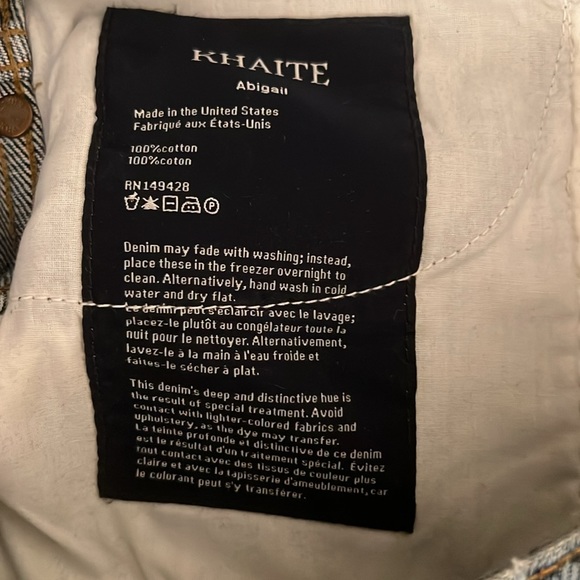 KHAITE
Abigail
Made in the United States
Fabriqué aux États-Unis
100%cotton
100%coton
RN149428
Denim may fade with washing; instead,
place these in the freezer overnight to
clean. Alternatively, hand wash in cold
water and dry flat.
Le denim peut s'éclaircir avec le lavage;
placez-le plutôt au congélateur toute la
nuit pour le nettoyer. Alternativement,
lavez-le à la main à l'eau froide et
faites-le sécher à plat.
This denim's deep and distinctive hue is
the result of special treatment. Avoid
contact with lighter-colored fabrics and
upholstery, as the dye may transfer.
La teinte profonde et distinctive de ce denim
est le résultat d'un traitement spécial. Évitez
tout contact avec des tissus de couleur plus
claire et avec la tapisserie d'ameublement, car
le colorant peut s'y transférer.